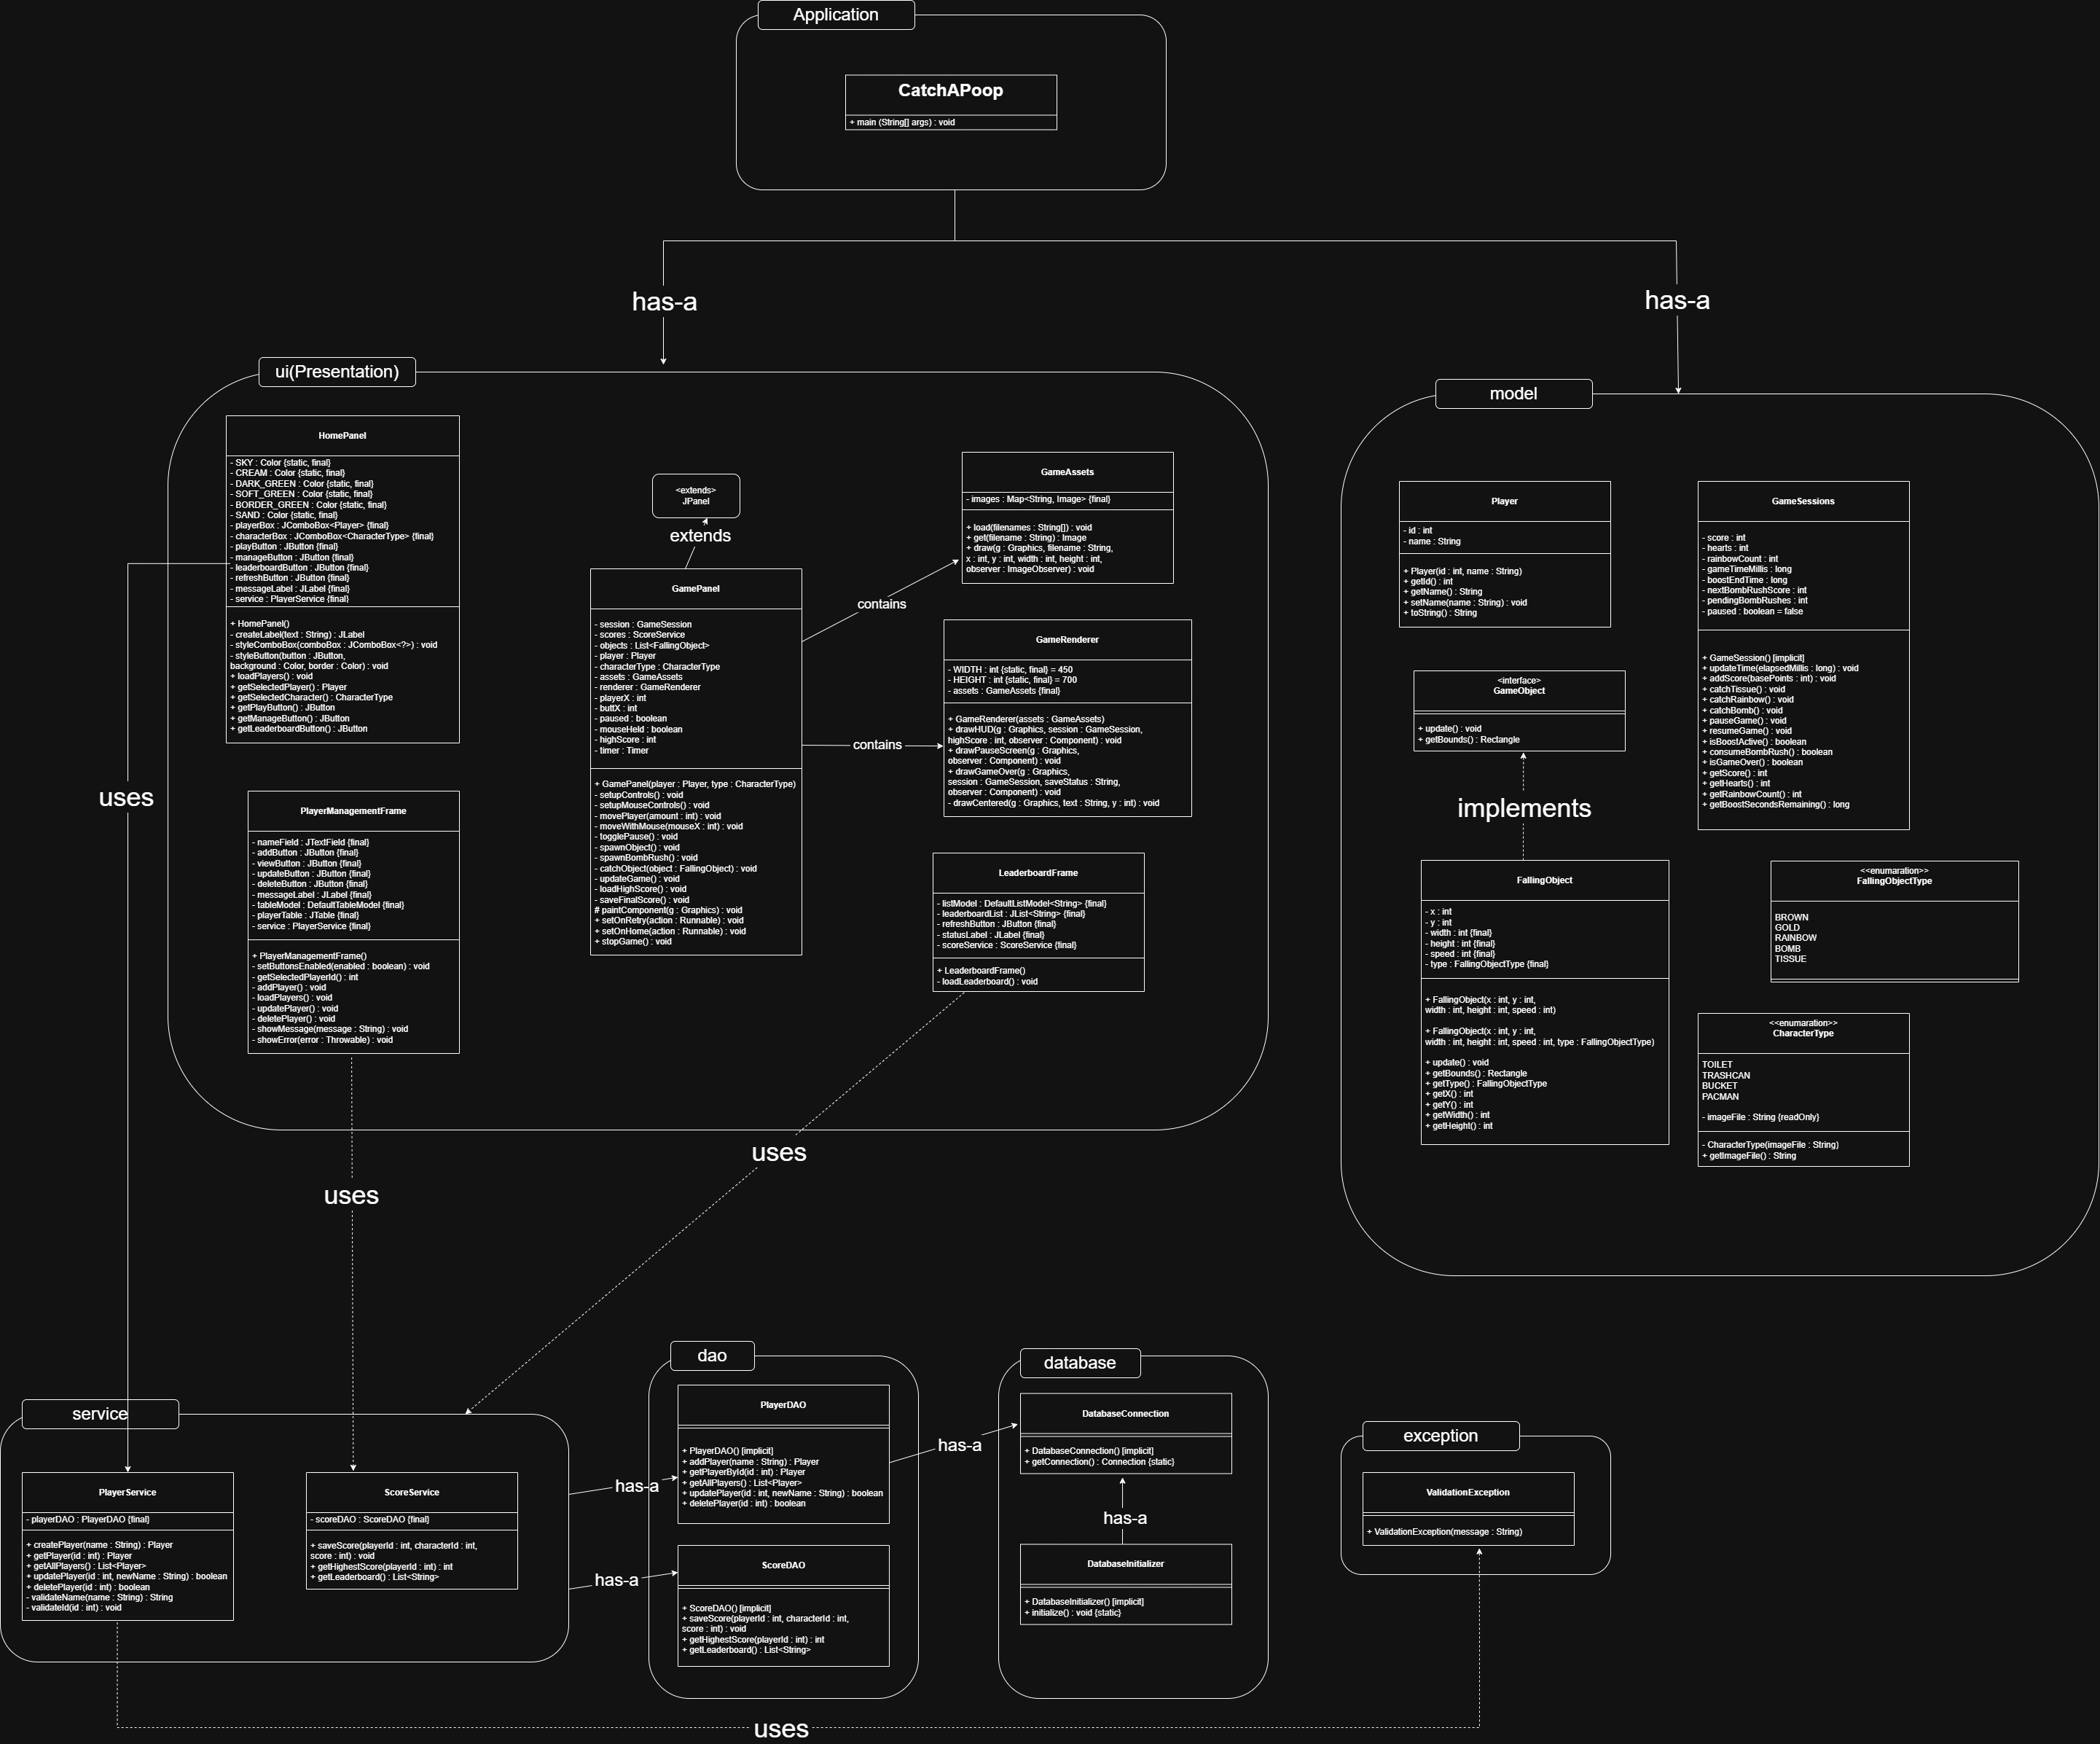 Application
CatchAPoop
+ main (String[] args) : void
has-a
has-a
ui(Presentation)
HomePanel
- SKY : Color {static, final}
- CREAM : Color {static, final}
- DARK_GREEN : Color {static, final}
- SOFT_GREEN : Color {static, final}
- BORDER_GREEN : Color {static, final}
- SAND : Color {static, final}
- playerBox : JComboBox<Player> {final}
- characterBox : JComboBox<CharacterType> {final}
- playButton : JButton {final}
- manageButton : JButton {final}
- leaderboardButton : JButton {final}
- refreshButton : JButton {final}
- messageLabel : JLabel {final}
- service : PlayerService {final}
+ HomePanel()
- createLabel(text : String) : JLabel
- styleComboBox(comboBox : JComboBox<?>) : void
- styleButton(button : JButton,
background : Color, border : Color) : void
+ loadPlayers() : void
+ getSelectedPlayer() : Player
+ getSelectedCharacter() : CharacterType
+ getPlayButton() : JButton
+ getManageButton() : JButton
+ getLeaderboardButton() : JButton
uses
PlayerManagementFrame
- nameField : JTextField {final}
- addButton : JButton {final}
- viewButton : JButton {final}
- updateButton : JButton {final}
- deleteButton : JButton {final}
- messageLabel : JLabel {final}
- tableModel : DefaultTableModel {final}
- playerTable : JTable {final}
- service : PlayerService {final}
+ PlayerManagementFrame()
- setButtonsEnabled(enabled : boolean) : void
- getSelectedPlayerId() : int
- addPlayer() : void
- loadPlayers() : void
- updatePlayer() : void
- deletePlayer() : void
- showMessage(message : String) : void
- showError(error : Throwable) : void
uses
<extends>
JPanel
extends
GamePanel
- session : GameSession
- scores : ScoreService
- objects : List<FallingObject>
- player : Player
- characterType : CharacterType
- assets : GameAssets
- renderer : GameRenderer
- playerX : int
- buttX : int
- paused : boolean
- mouseHeld : boolean
- highScore : int
- timer : Timer
+ GamePanel(player : Player, type : CharacterType)
- setupControls() : void
- setupMouseControls() : void
- movePlayer(amount : int) : void
- moveWithMouse(mouseX : int) : void
- togglePause() : void
- spawnObject() : void
- spawnBombRush() : void
- catchObject(object : FallingObject) : void
- updateGame() : void
- loadHighScore() : void
- saveFinalScore() : void
# paintComponent(g : Graphics) : void
+ setOnRetry(action : Runnable) : void
+ setOnHome(action : Runnable) : void
+ stopGame() : void
contains
contains
GameAssets
- images : Map<String, Image> {final}
+ load(filenames : String[]) : void
+ get(filename : String) : Image
+ draw(g : Graphics, filename : String,
x : int, y : int, width : int, height : int,
observer : ImageObserver) : void
GameRenderer
- WIDTH : int {static, final} = 450
- HEIGHT : int {static, final} = 700
- assets : GameAssets {final}
+ GameRenderer(assets : GameAssets)
+ drawHUD(g : Graphics, session : GameSession,
highScore : int, observer : Component) : void
+ drawPauseScreen(g : Graphics,
observer : Component) : void
+ drawGameOver(g : Graphics,
session : GameSession, saveStatus : String,
observer : Component) : void
- drawCentered(g : Graphics, text : String, y : int) : void
LeaderboardFrame
- listModel : DefaultListModel<String> {final}
- leaderboardList : JList<String> {final}
- refreshButton : JButton {final}
- statusLabel : JLabel {final}
- scoreService : ScoreService {final}
+ LeaderboardFrame()
- loadLeaderboard() : void
uses
model
Player
- id : int
- name : String
+ Player(id : int, name : String)
+ getId() : int
+ getName() : String
+ setName(name : String) : void
+ toString() : String
GameSessions
- score : int
- hearts : int
- rainbowCount : int
- gameTimeMillis : long
- boostEndTime : long
- nextBombRushScore : int
- pendingBombRushes : int
- paused : boolean = false
+ GameSession() [implicit]
+ updateTime(elapsedMillis : long) : void
+ addScore(basePoints : int) : void
+ catchTissue() : void
+ catchRainbow() : void
+ catchBomb() : void
+ pauseGame() : void
+ resumeGame() : void
+ isBoostActive() : boolean
+ consumeBombRush() : boolean
+ isGameOver() : boolean
+ getScore() : int
+ getHearts() : int
+ getRainbowCount() : int
+ getBoostSecondsRemaining() : long
<interface>
GameObject
+ update() : void
+ getBounds() : Rectangle
implements
FallingObject
- x : int
- y : int
- width : int {final}
- height : int {final}
- speed : int {final}
- type : FallingObjectType {final}
+ FallingObject(x : int, y : int,
width : int, height : int, speed : int)
+ FallingObject(x : int, y : int,
width : int, height : int, speed : int, type : FallingObjectType)
+ update() : void
+ getBounds() : Rectangle
+ getType() : FallingObjectType
+ getX() : int
+ getY() : int
+ getWidth() : int
+ getHeight() : int
<<enumaration>>
FallingObjectType
BROWN
GOLD
RAINBOW
BOMB
TISSUE
<<enumaration>>
CharacterType
TOILET
TRASHCAN
BUCKET
PACMAN
- imageFile : String {readOnly}
- CharacterType(imageFile : String)
+ getImageFile() : String
service
PlayerService
- playerDAO : PlayerDAO {final}
+ createPlayer(name : String) : Player
+ getPlayer(id : int) : Player
+ getAllPlayers() : List<Player>
+ updatePlayer(id : int, newName : String) : boolean
+ deletePlayer(id : int) : boolean
- validateName(name : String) : String
- validateId(id : int) : void
ScoreService
- scoreDAO : ScoreDAO {final}
+ saveScore(playerId : int, characterId : int,
score : int) : void
+ getHighestScore(playerId : int) : int
+ getLeaderboard() : List<String>
has-a
has-a
dao
PlayerDAO
+ PlayerDAO() [implicit]
+ addPlayer(name : String) : Player
+ getPlayerById(id : int) : Player
+ getAllPlayers() : List<Player>
+ updatePlayer(id : int, newName : String) : boolean
+ deletePlayer(id : int) : boolean
ScoreDAO
+ ScoreDAO() [implicit]
+ saveScore(playerId : int, characterId : int,
score : int) : void
+ getHighestScore(playerId : int) : int
+ getLeaderboard() : List<String>
has-a
database
DatabaseConnection
+ DatabaseConnection() [implicit]
+ getConnection() : Connection {static}
has-a
DatabaseInitializer
+ DatabaseInitializer() [implicit]
+ initialize() : void {static}
exception
ValidationException
+ ValidationException(message : String)
uses